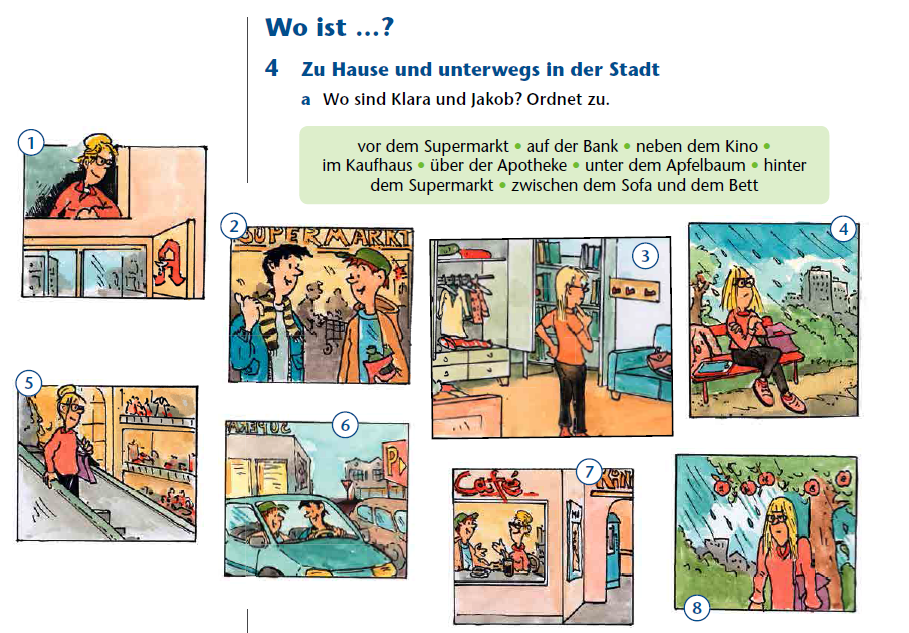 Wo ist ...?
4 Zu Hause und unterwegs in der Stadt
a Wo sind Klara und Jakob? Ordnet zu.
vor dem Supermarkt • auf der Bank • neben dem Kino •
im Kaufhaus • über der Apotheke • unter dem Apfelbaum • hinter
dem Supermarkt • zwischen dem Sofa und dem Bett
1
A
2
SUPERMARKT
3
4
5
6
SUPERMA
P
7
Café
KIN
8